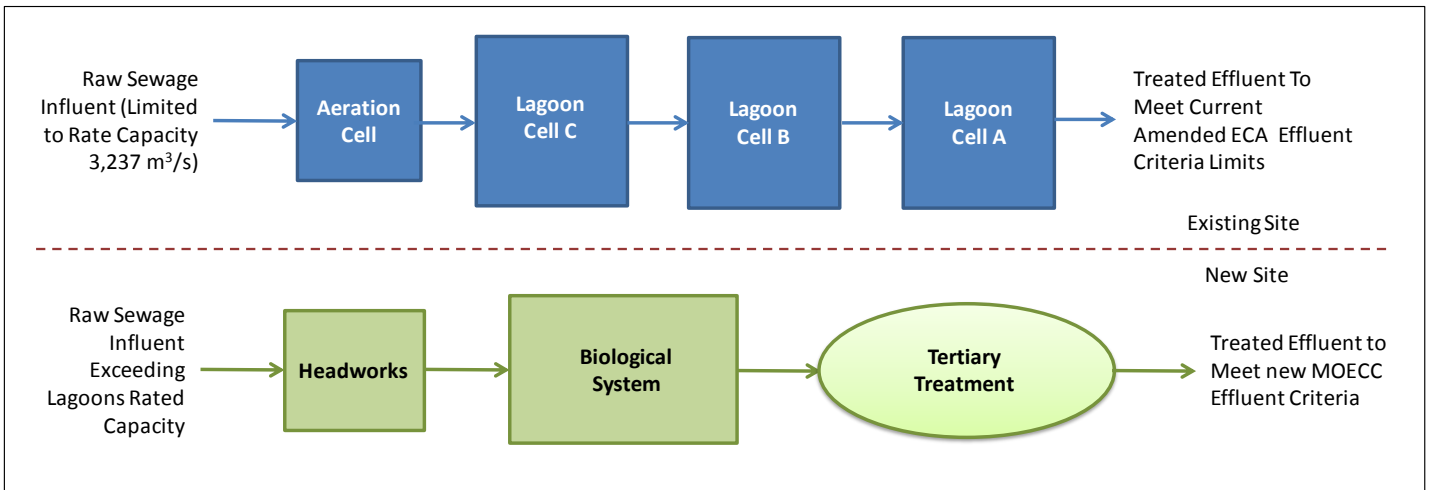 Raw Sewage
Influent (Limited
to Rate Capacity
3,237 m³/s)
Aeration
Cell
Lagoon
Cell C
Lagoon
Cell B
Lagoon
Cell A
Treated Effluent To
Meet Current
Amended ECA Effluent
Criteria Limits
Existing Site
New Site
Raw Sewage
Influent
Exceeding
Lagoons Rated
Capacity
Headworks
Biological
System
Tertiary
Treatment
Treated Effluent to
Meet new MOECC
Effluent Criteria